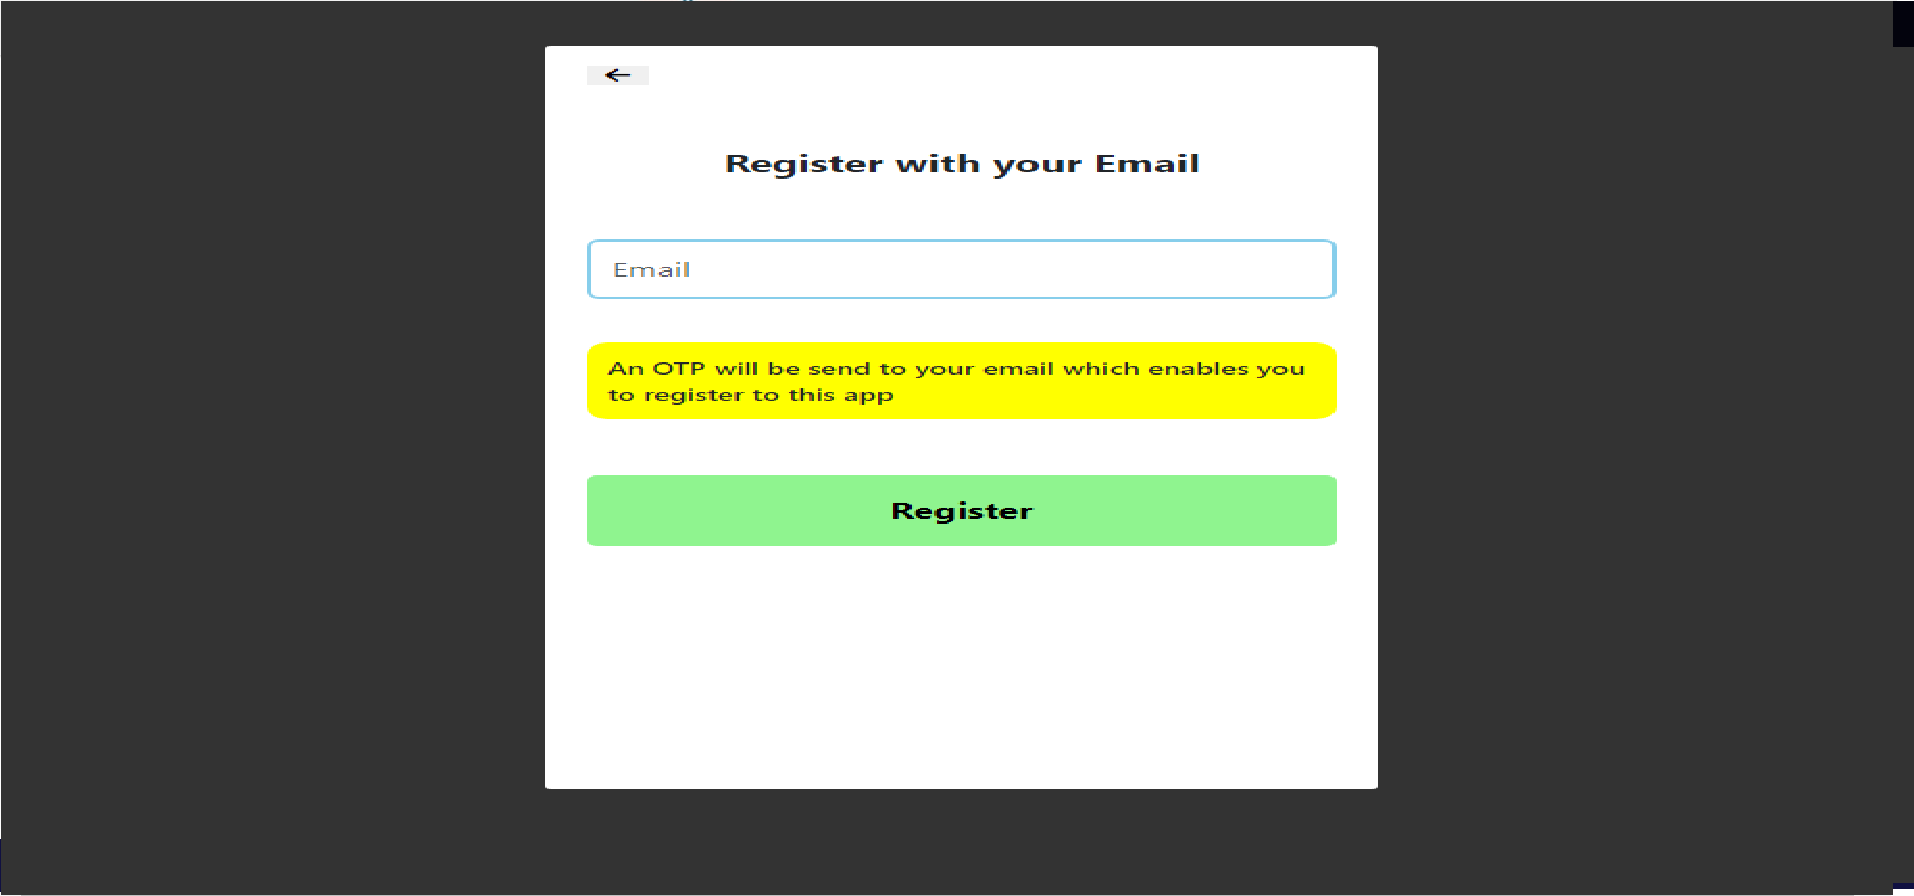 Register with your Email
Email
An OTP will be send to your email which enables you
to register to this app
Register